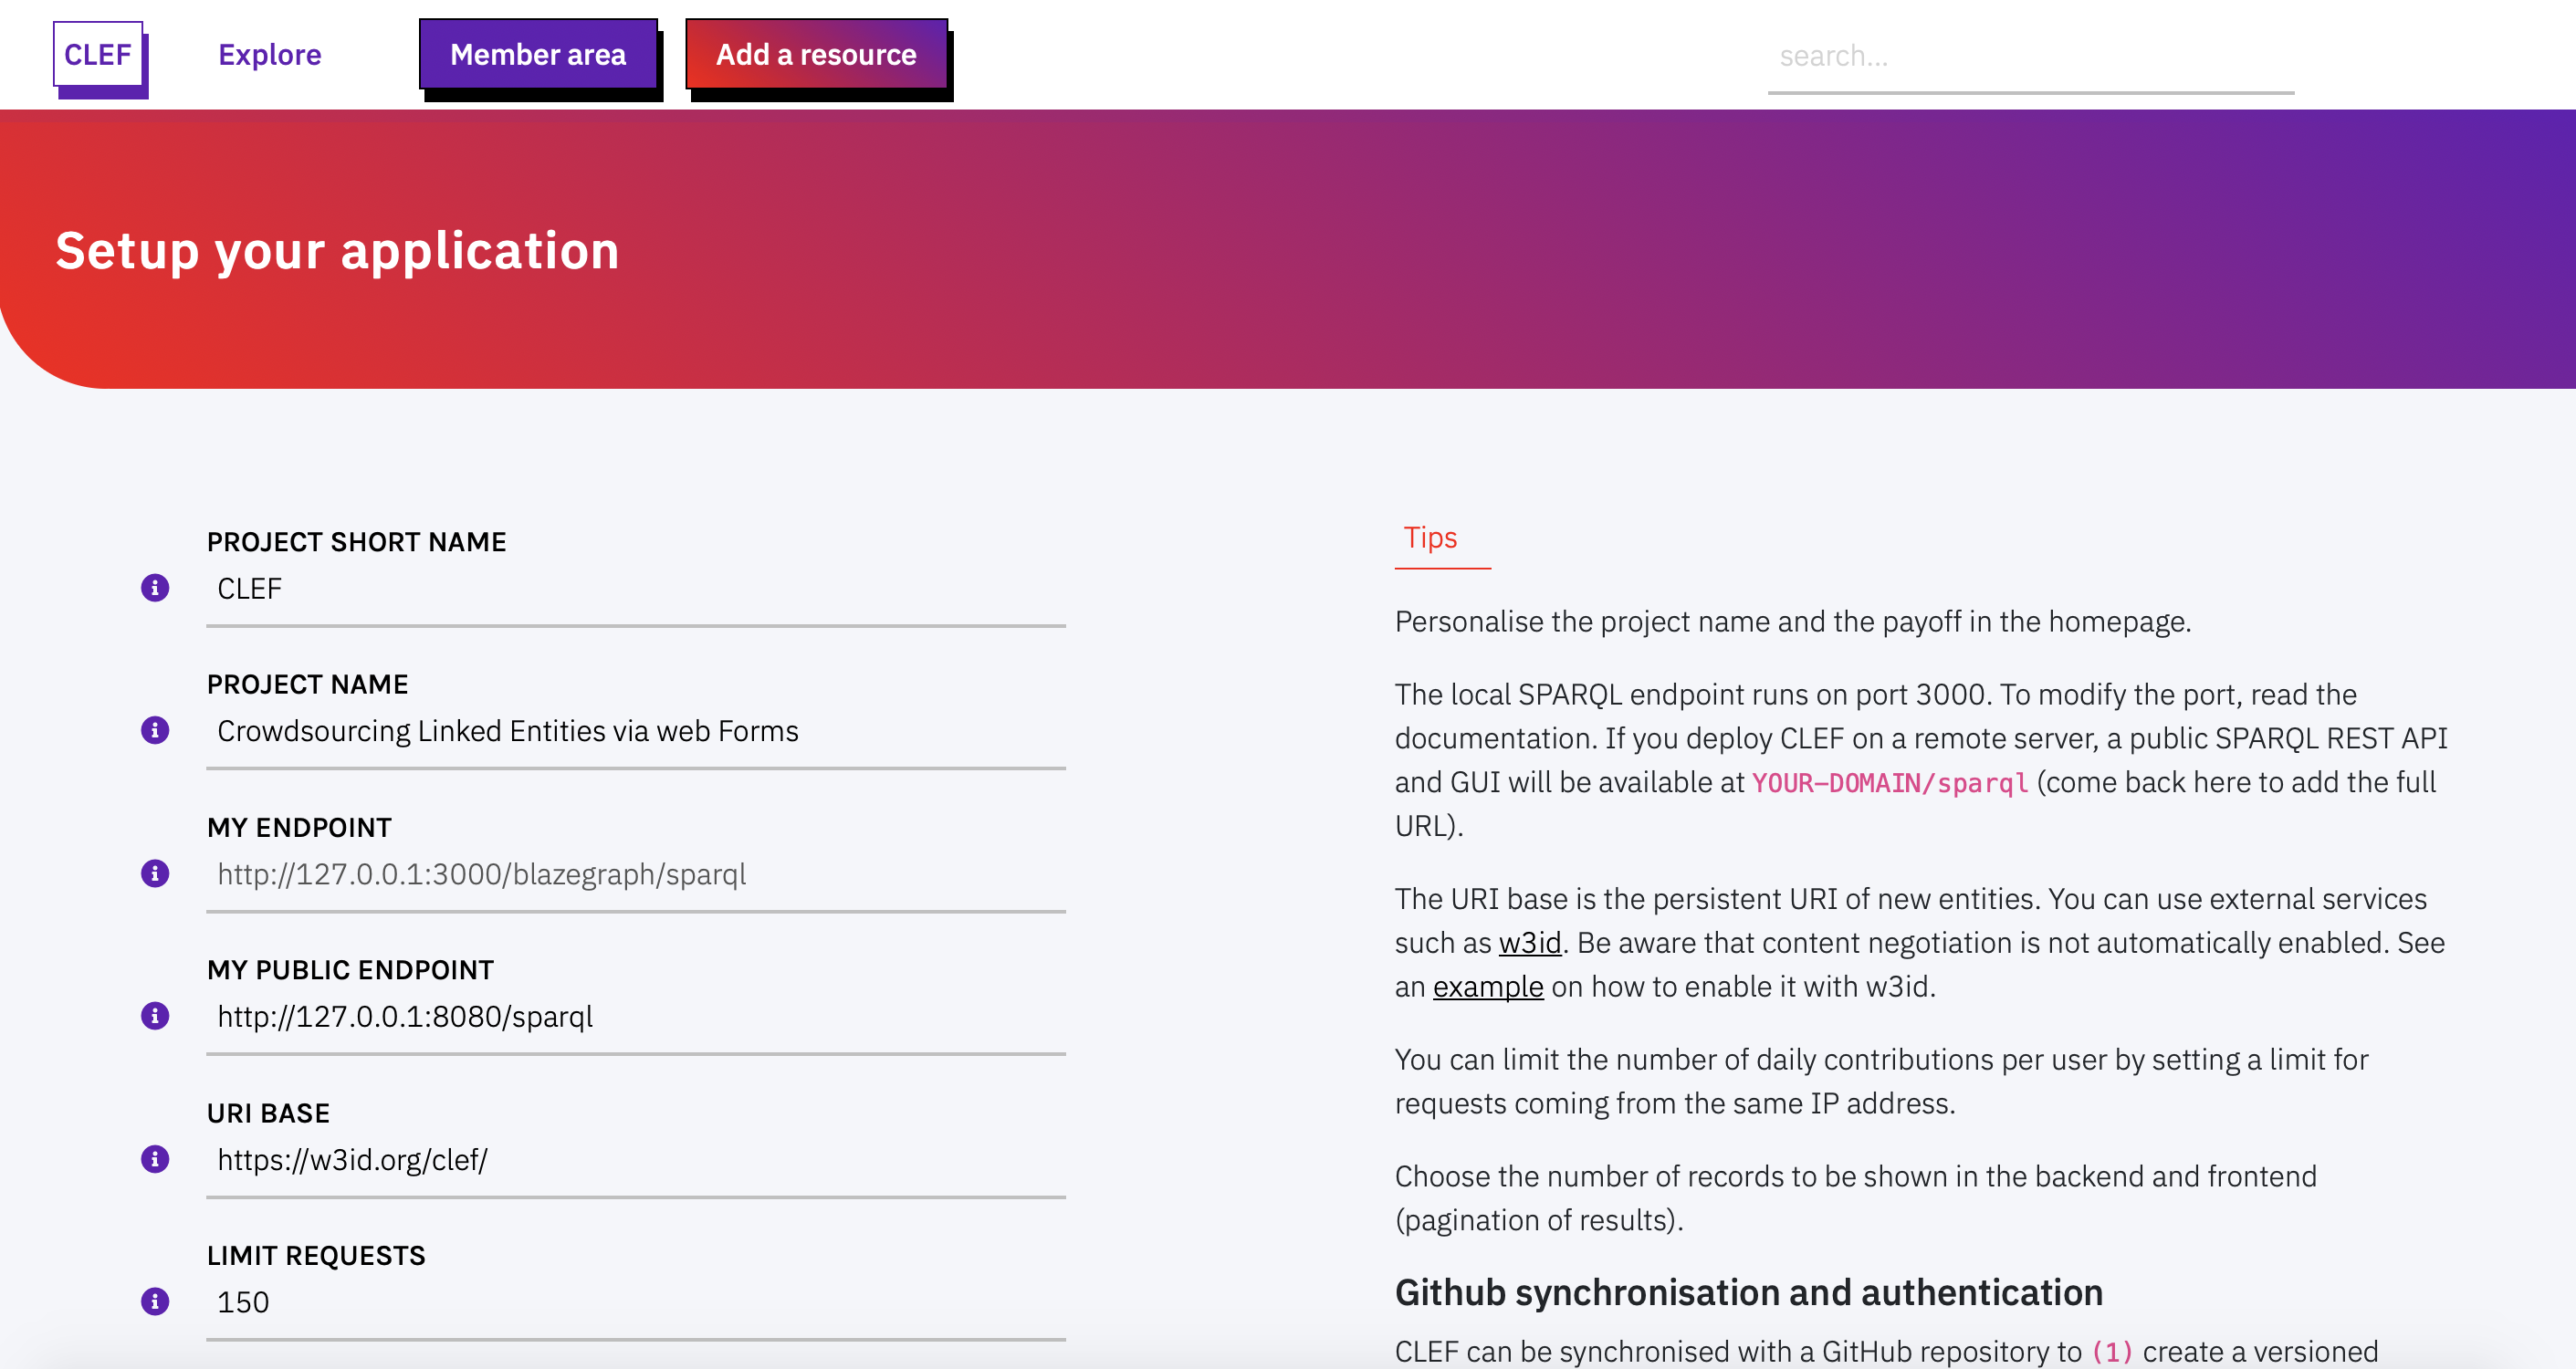 CLEF
Explore
Member area
Add a resource
search...
Setup your application
PROJECT SHORT NAME
CLEF
PROJECT NAME
Crowdsourcing Linked Entities via web Forms
MY ENDPOINT
http://127.0.0.1:3000/blazegraph/sparql
MY PUBLIC ENDPOINT
http://127.0.0.1:8080/sparql
URI BASE
https://w3id.org/clef/
LIMIT REQUESTS
150
Tips
Personalise the project name and the payoff in the homepage.
The local SPARQL endpoint runs on port 3000. To modify the port, read the
documentation. If you deploy CLEF on a remote server, a public SPARQL REST API
and GUI will be available at YOUR-DOMAIN/sparql (come back here to add the full
URL).
The URI base is the persistent URI of new entities. You can use external services
such as w3id. Be aware that content negotiation is not automatically enabled. See
an example on how to enable it with w3id.
You can limit the number of daily contributions per user by setting a limit for
requests coming from the same IP address.
Choose the number of records to be shown in the backend and frontend
(pagination of results).
Github synchronisation and authentication
CLEF can be synchronised with a GitHub repository to (1) create a versioned